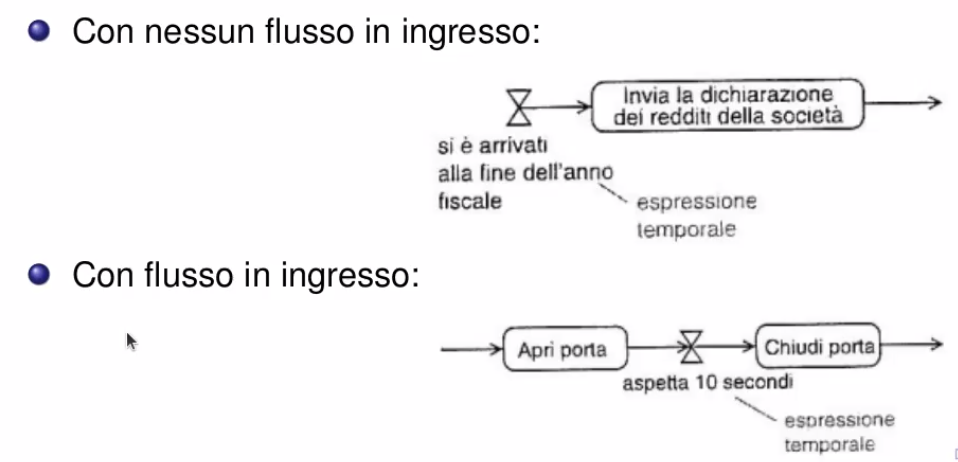 Con nessun flusso in ingresso:
Invia la dichiarazione
dei redditi della società
si è arrivati
alla fine dell'anno
fiscale
espressione
temporale
Con flusso in ingresso:
Apri porta
Chiudi porta
aspetta 10 secondi
espressione
temporale